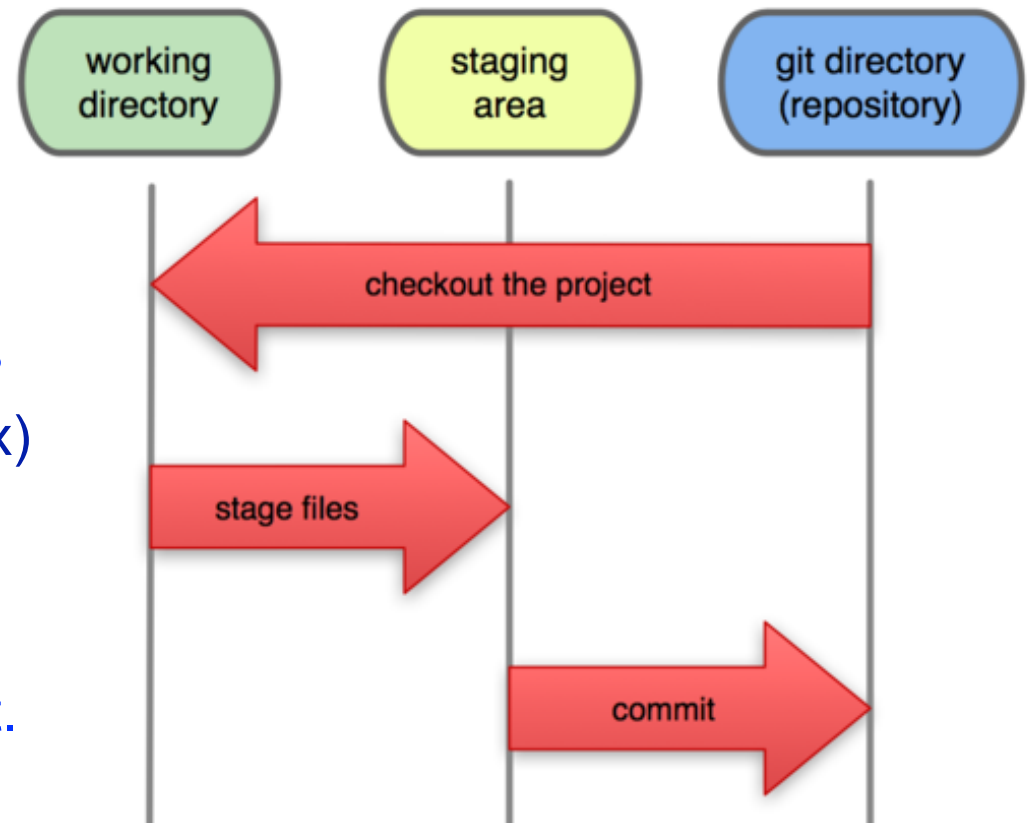 working
directory
staging
area
git directory
(repository)
checkout the project
x)
stage files
commit